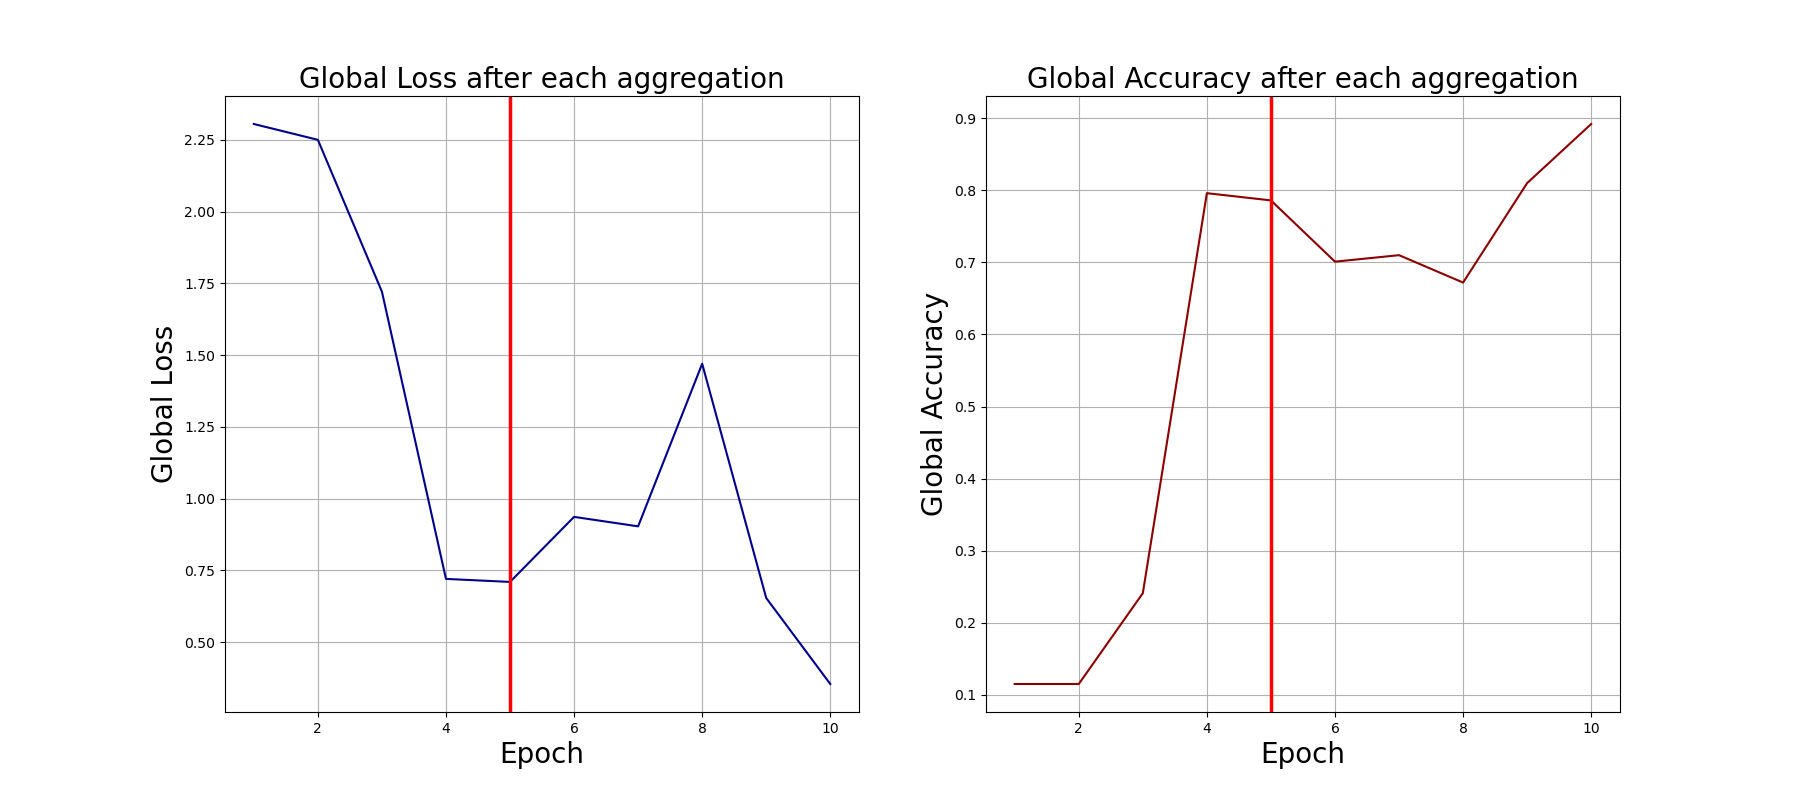 Global Loss after each aggregation
Global Loss
2.25
2.00
1.75
1.50
1.25
1.00
0.75
0.50
2 4 6 8 10
Epoch
Global Accuracy after each aggregation
Global Accuracy
0.9
0.8
0.7
0.6
0.5
0.4
0.3
0.2
0.1
2 4 6 8 10
Epoch